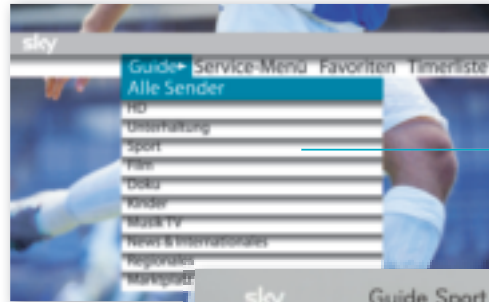 sky
Guide+ Service-Menü Favoriten Timerliste
Alle Sender
HD
Unterhaltung
Sport
Film
Doku
Kinder
Musik TV
News & Internationales
Regionales
Marktplatz
sky Guide Sport